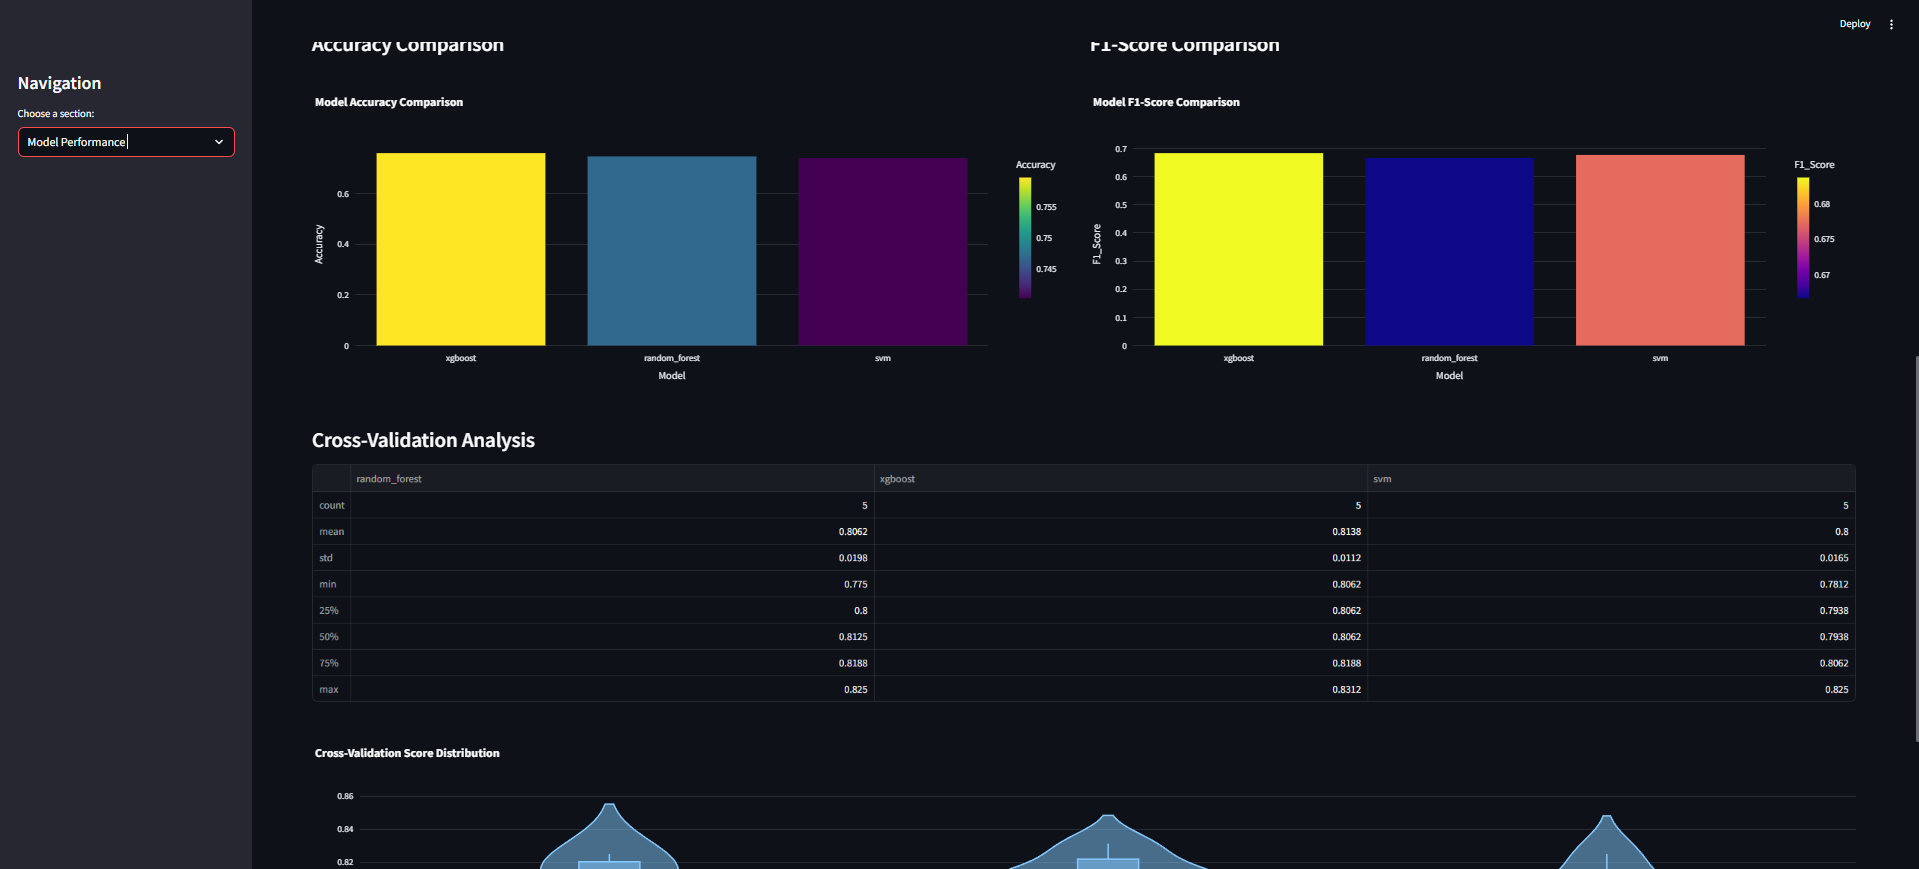 Deploy
Navigation
Choose a section:
Model Performance
Accuracy Comparison
F1-Score Comparison
Model Accuracy Comparison
Accuracy
0.6
0.4
0.2
0
xgboost
random_forest
svm
Model
Accuracy
0.755
0.75
0.745
Model F1-Score Comparison
F1_Score
0.7
0.6
0.5
0.4
0.3
0.2
0.1
0
xgboost
random_forest
svm
Model
F1_Score
0.68
0.675
0.67
Cross-Validation Analysis
random_forest xgboost svm
count 5 5 5
mean 0.8062 0.8138 0.8
std 0.0198 0.0112 0.0165
min 0.775 0.8062 0.7812
25% 0.8 0.8062 0.7938
50% 0.8125 0.8062 0.7938
75% 0.8188 0.8188 0.8062
max 0.825 0.8312 0.825
Cross-Validation Score Distribution
0.86
0.84
0.82